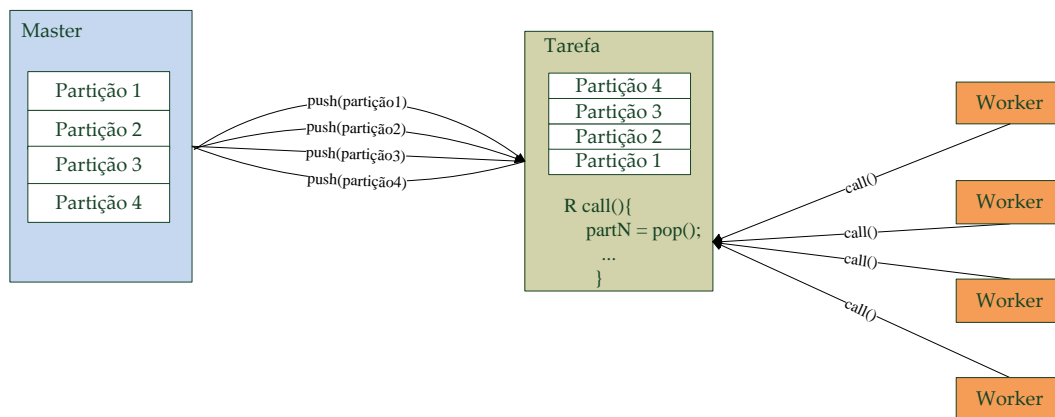 Master
Partição 1
Partição 2
Partição 3
Partição 4
push(partição1)
push(partição2)
push(partição3)
push(partição4)
Tarefa
Partição 4
Partição 3
Partição 2
Partição 1
R call(){
partN = pop();
...
}
call()
call()
call()
call()
Worker
Worker
Worker
Worker